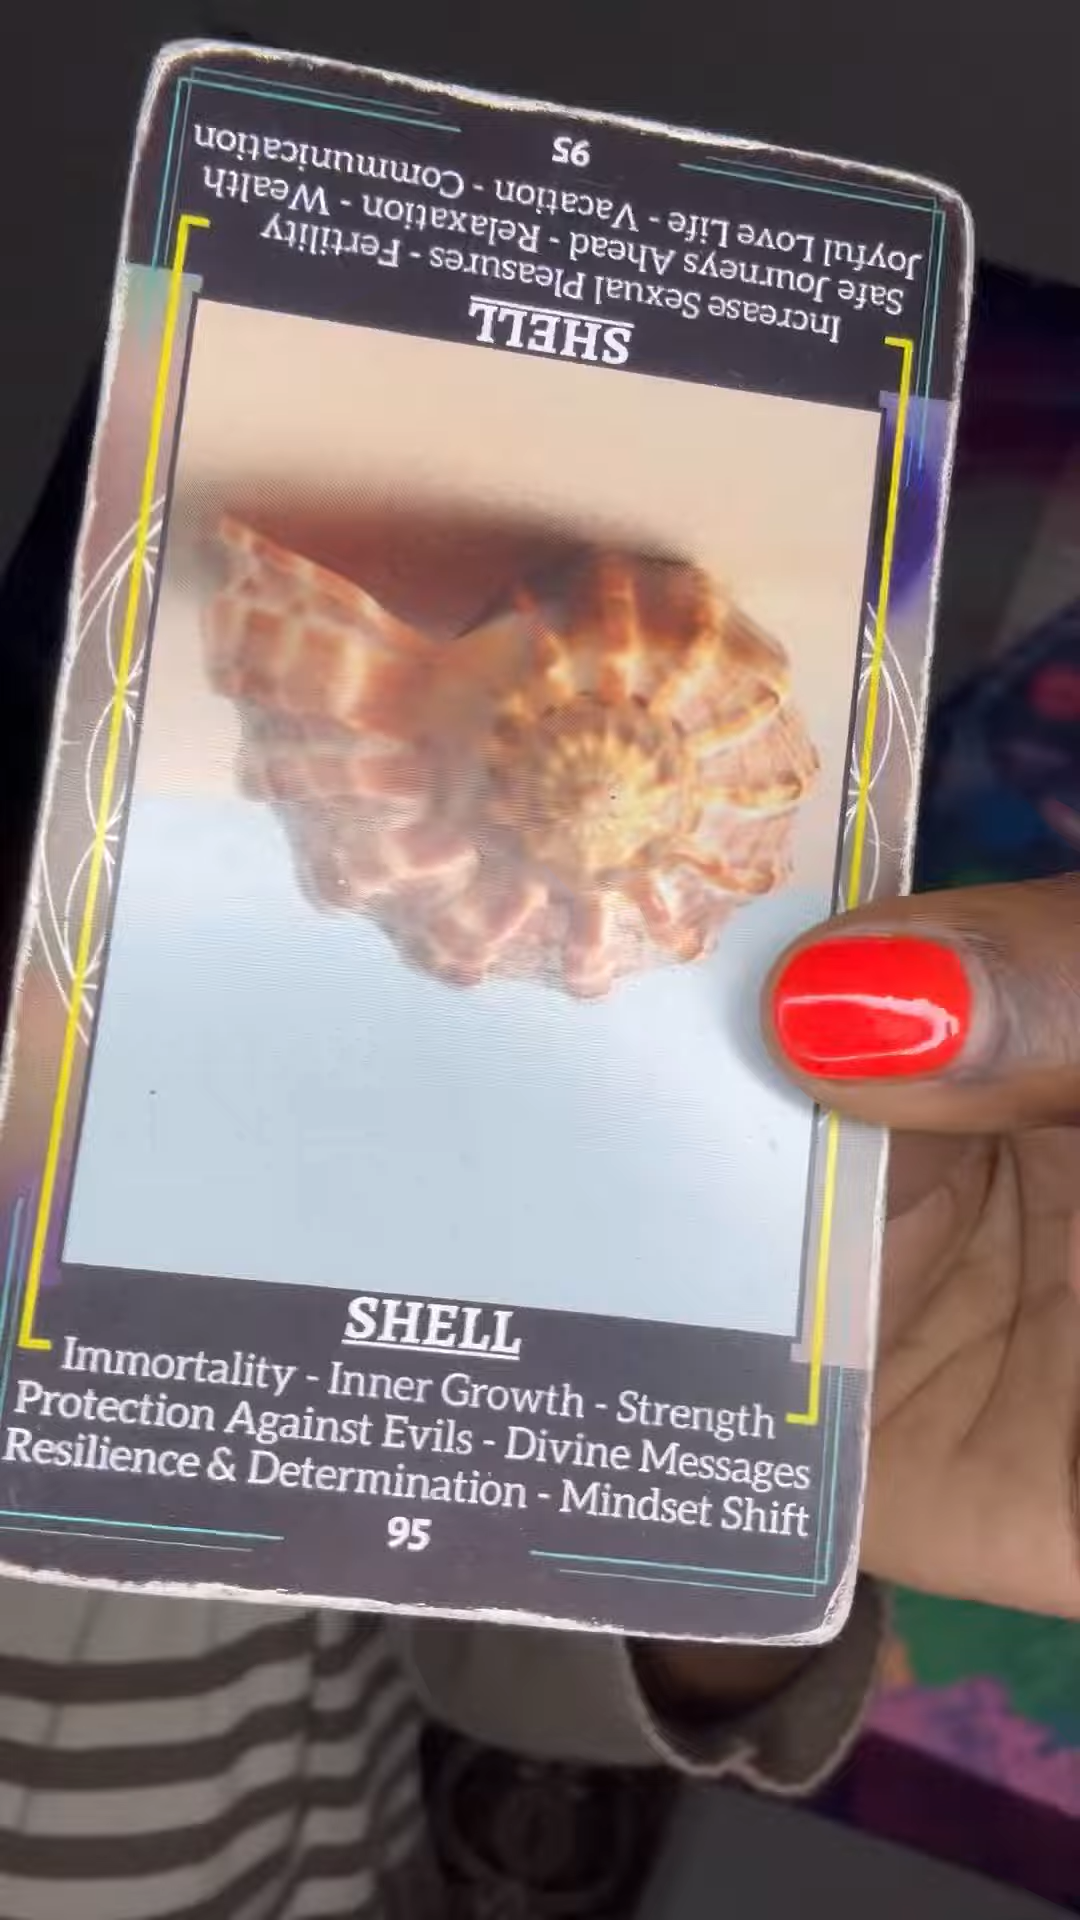 95
Joyful Love Life - Vacation - Communication
Safe Journeys Ahead - Relaxation - Wealth
Increase Sexual Pleasures - Fertility
SHELL
SHELL
Immortality - Inner Growth - Strength
Protection Against Evils - Divine Messages
Resilience & Determination - Mindset Shift
95